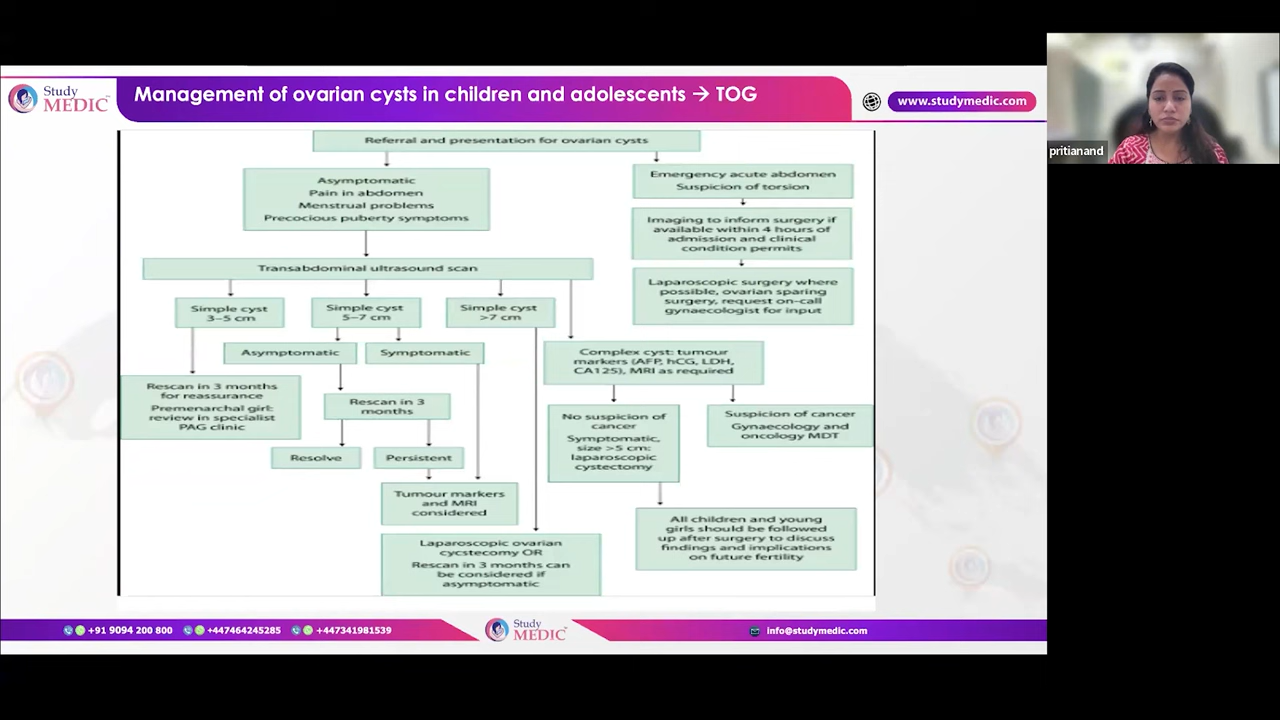 Study
MEDIC
Management of ovarian cysts in children and adolescents → TOG
www.studymedic.com
pritianand
Referral and presentation for ovarian cysts
Asymptomatic
Pain in abdomen
Menstrual problems
Precocious puberty symptoms
Emergency acute abdomen
Suspicion of torsion
Imaging to inform surgery if
available within 4 hours of
admission and clinical
condition permits
Laparoscopic surgery where
possible, ovarian sparing
surgery, request on-call
gynaecologist for input
Transabdominal ultrasound scan
Simple cyst
3–5 cm
Simple cyst
5–7 cm
Simple cyst
>7 cm
Asymptomatic
Symptomatic
Complex cyst: tumour
markers (AFP, hCG, LDH,
CA125), MRI as required
Rescan in 3 months
for reassurance
Premenarchal girl:
review in specialist
PAG clinic
Rescan in 3
months
Resolve
Persistent
No suspicion of
cancer
Symptomatic,
size >5 cm:
laparoscopic
cystectomy
Suspicion of cancer
Gynaecology and
oncology MDT
Tumour markers
and MRI
considered
Laparoscopic ovarian
cycstecomy OR
Rescan in 3 months can
be considered if
asymptomatic
All children and young
girls should be followed
up after surgery to discuss
findings and implications
on future fertility
+91 9094 200 800
+447464245285
+447341981539
Study
MEDIC
info@studymedic.com